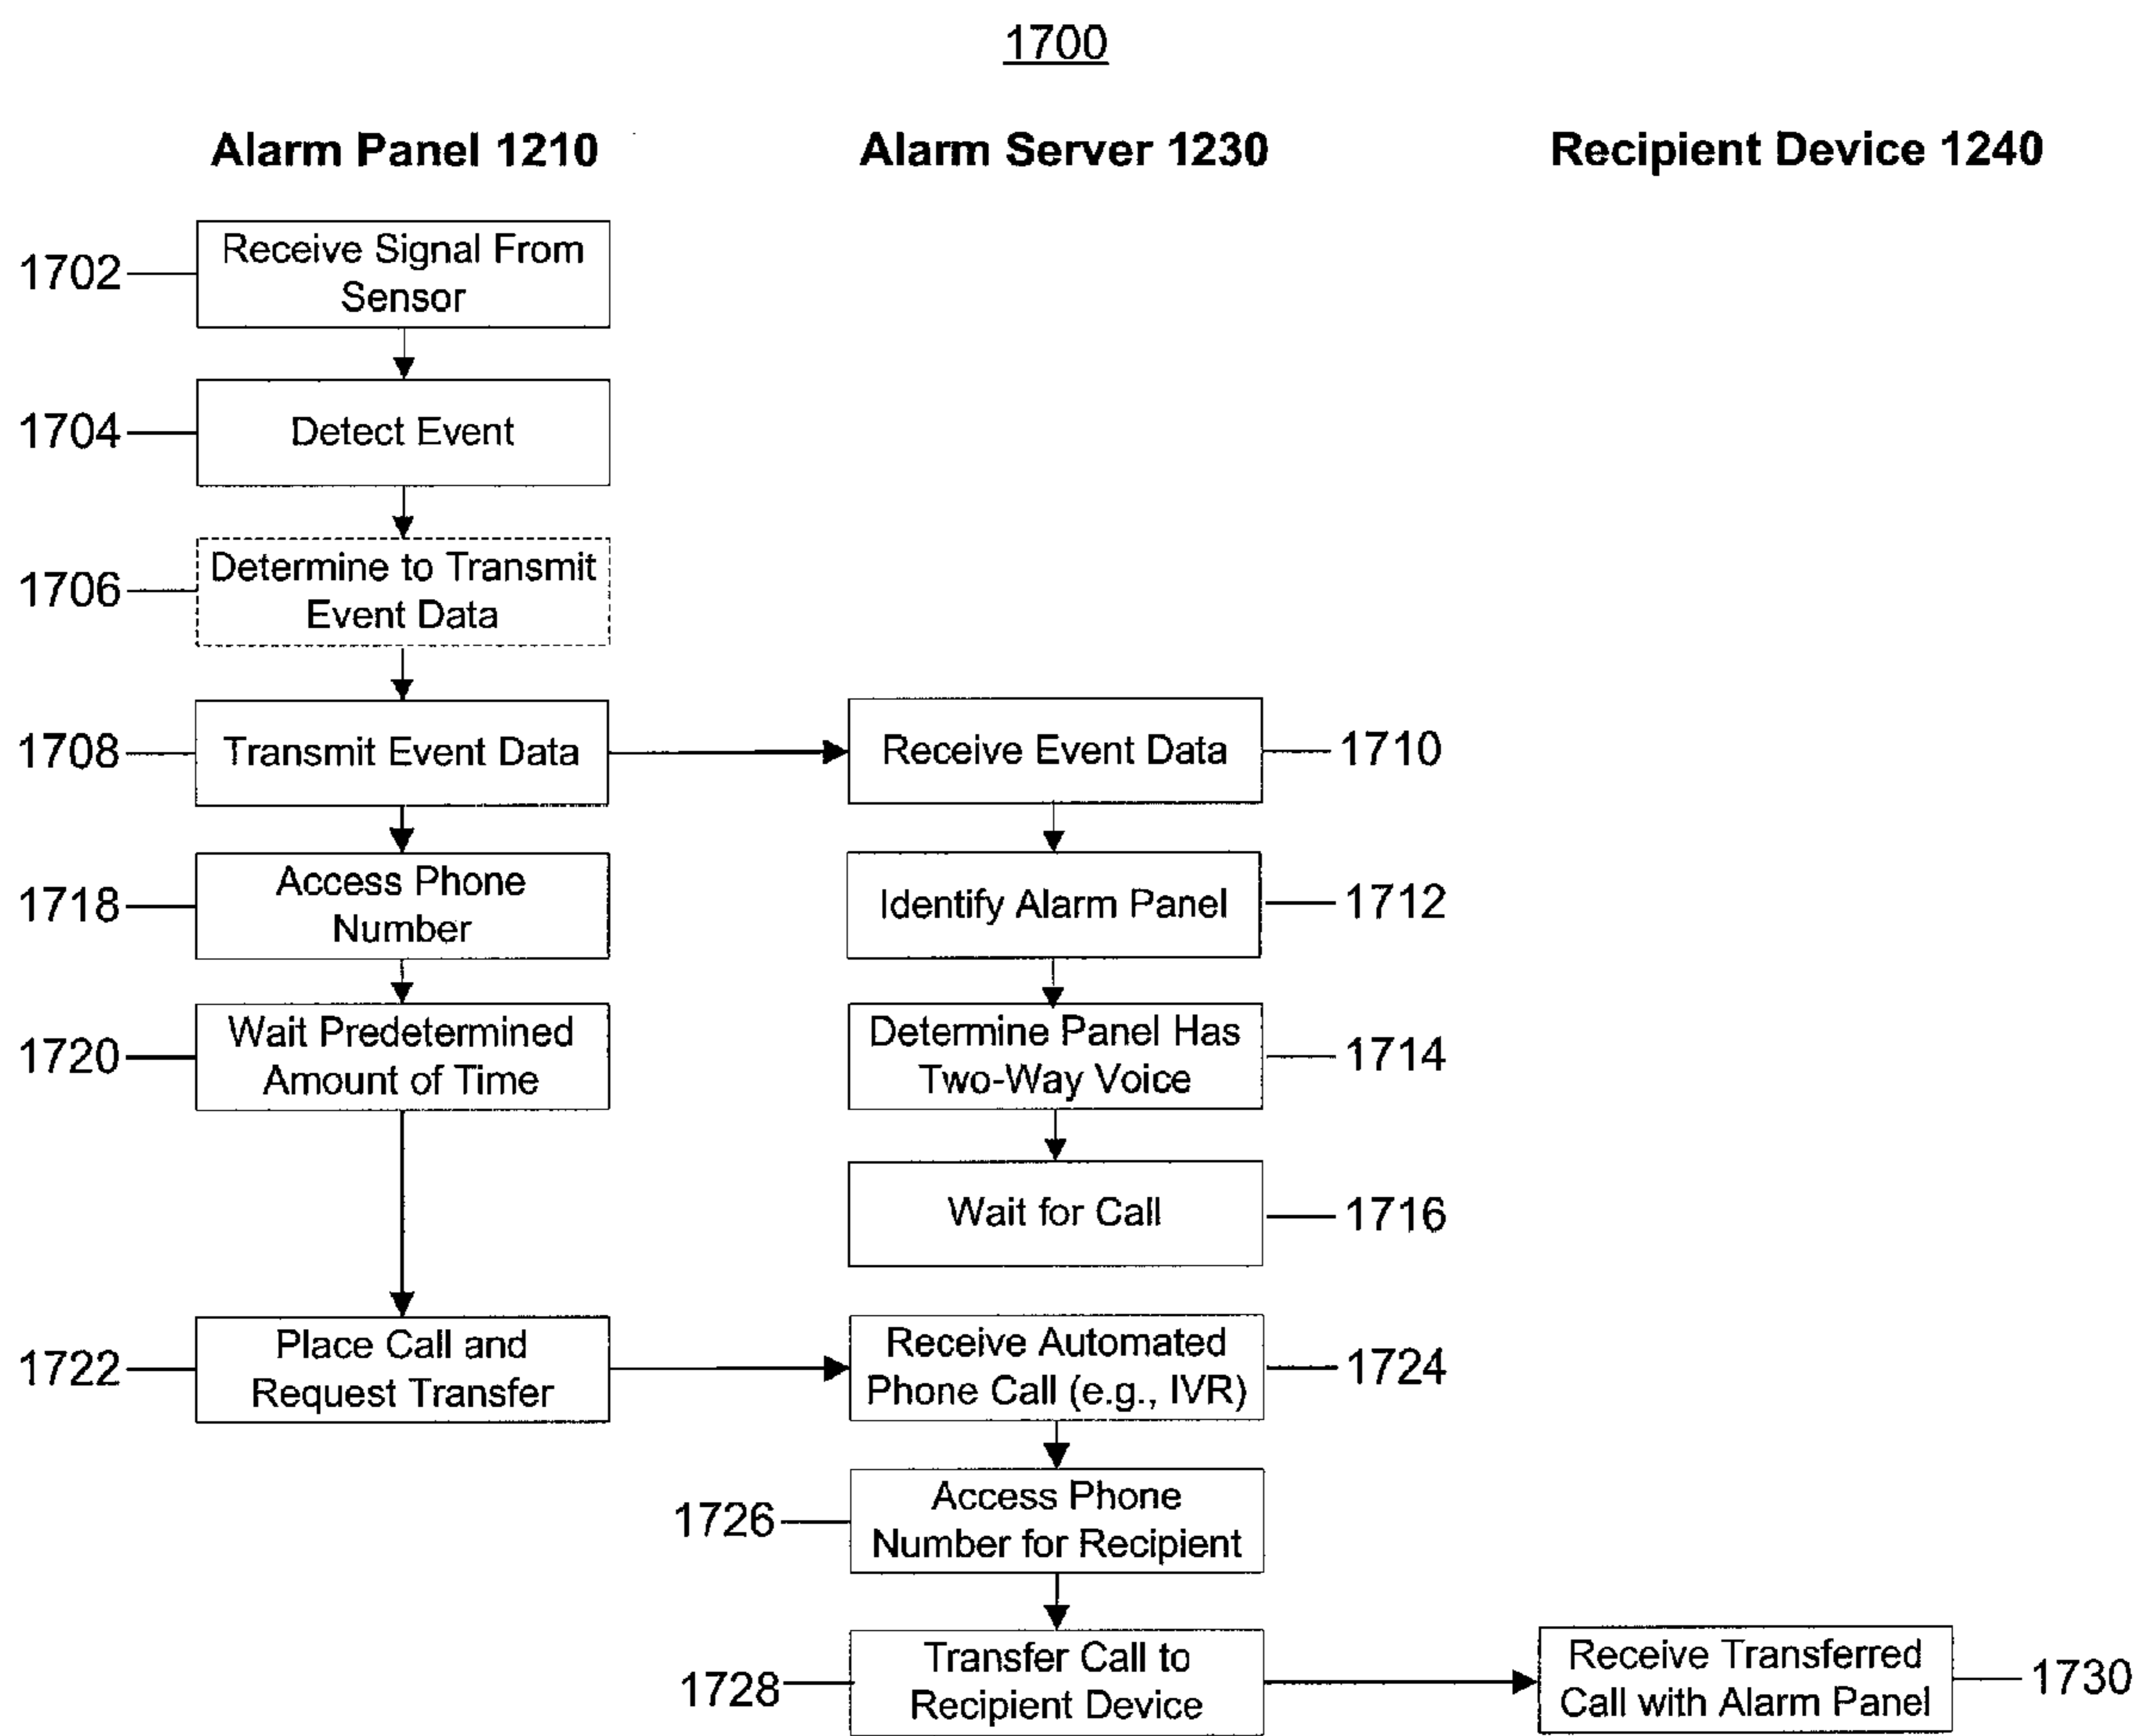 1700
Alarm Panel 1210
Alarm Server 1230
Recipient Device 1240
1702
Receive Signal From
Sensor
1704
Detect Event
1706
Determine to Transmit
Event Data
1708
Transmit Event Data
Receive Event Data
1710
1718
Access Phone
Number
Identify Alarm Panel
1712
1720
Wait Predetermined
Amount of Time
Determine Panel Has
Two-Way Voice
1714
Wait for Call
1716
1722
Place Call and
Request Transfer
Receive Automated
Phone Call (e.g., IVR)
1724
1726
Access Phone
Number for Recipient
1728
Transfer Call to
Recipient Device
Receive Transferred
Call with Alarm Panel
1730